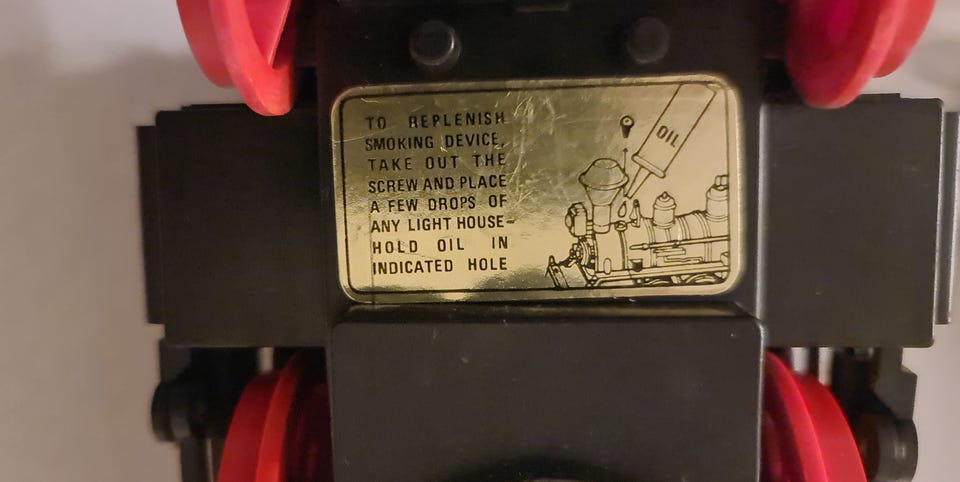 TO REPLENISH
SMOKING DEVICE,
TAKE OUT THE
SCREW AND PLACE
A FEW DROPS OF
ANY LIGHT HOUSE-
HOLD OIL IN
INDICATED HOLE
OIL